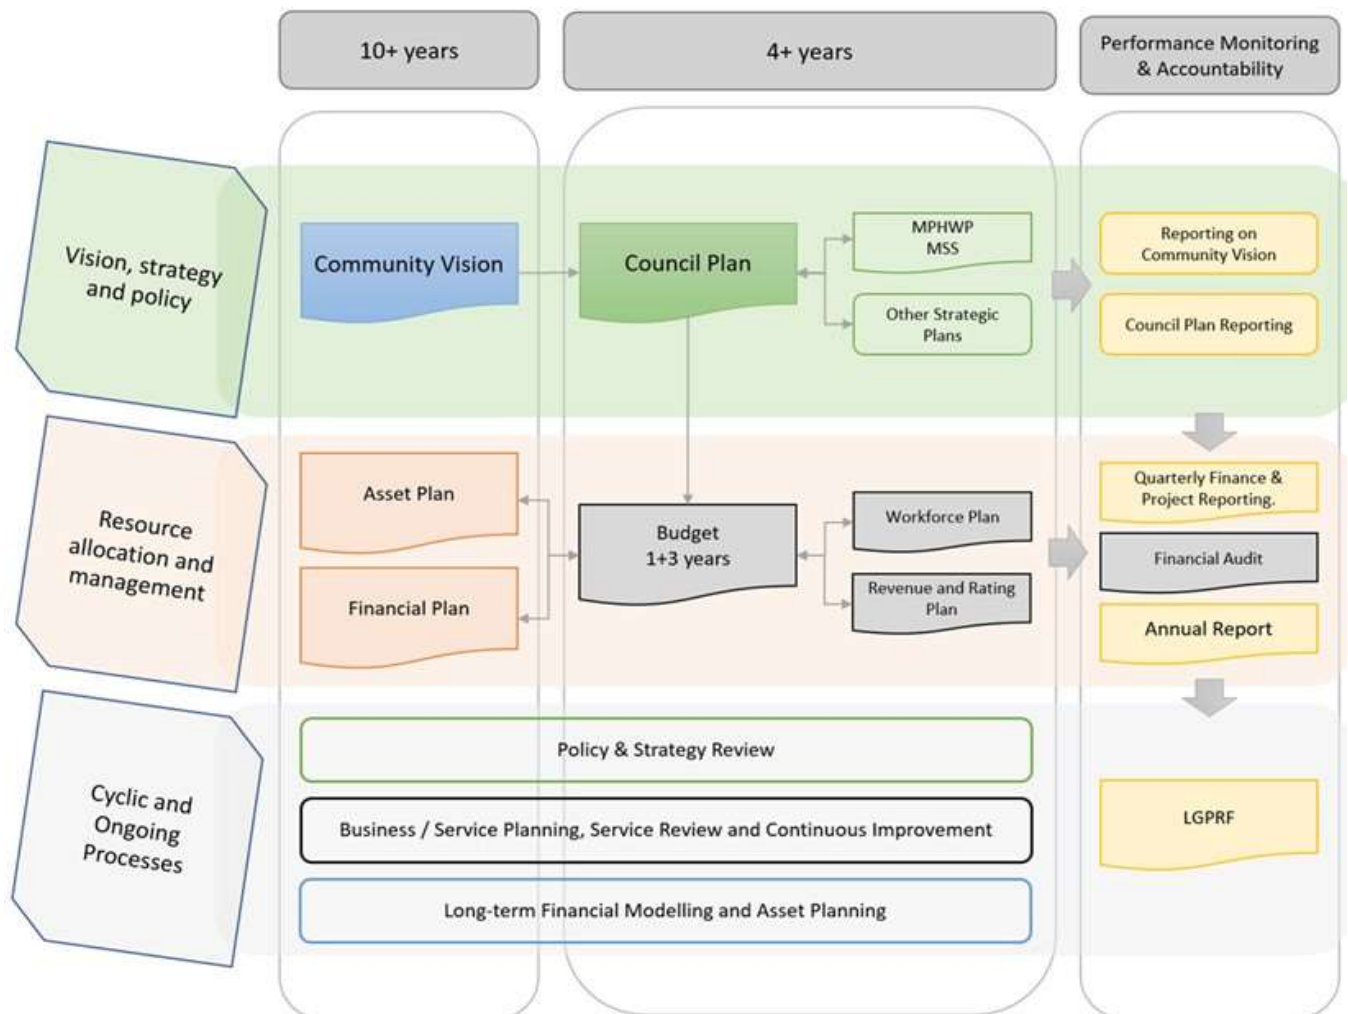 10+ years
4+ years
Performance Monitoring
& Accountability
Vision, strategy
and policy
Community Vision
Council Plan
MPHWP
MSS
Other Strategic
Plans
Reporting on
Community Vision
Council Plan Reporting
Resource
allocation and
management
Asset Plan
Financial Plan
Budget
1+3 years
Workforce Plan
Revenue and Rating
Plan
Quarterly Finance &
Project Reporting.
Financial Audit
Annual Report
Cyclic and
Ongoing
Processes
Policy & Strategy Review
Business / Service Planning, Service Review and Continuous Improvement
Long-term Financial Modelling and Asset Planning
LGPRF